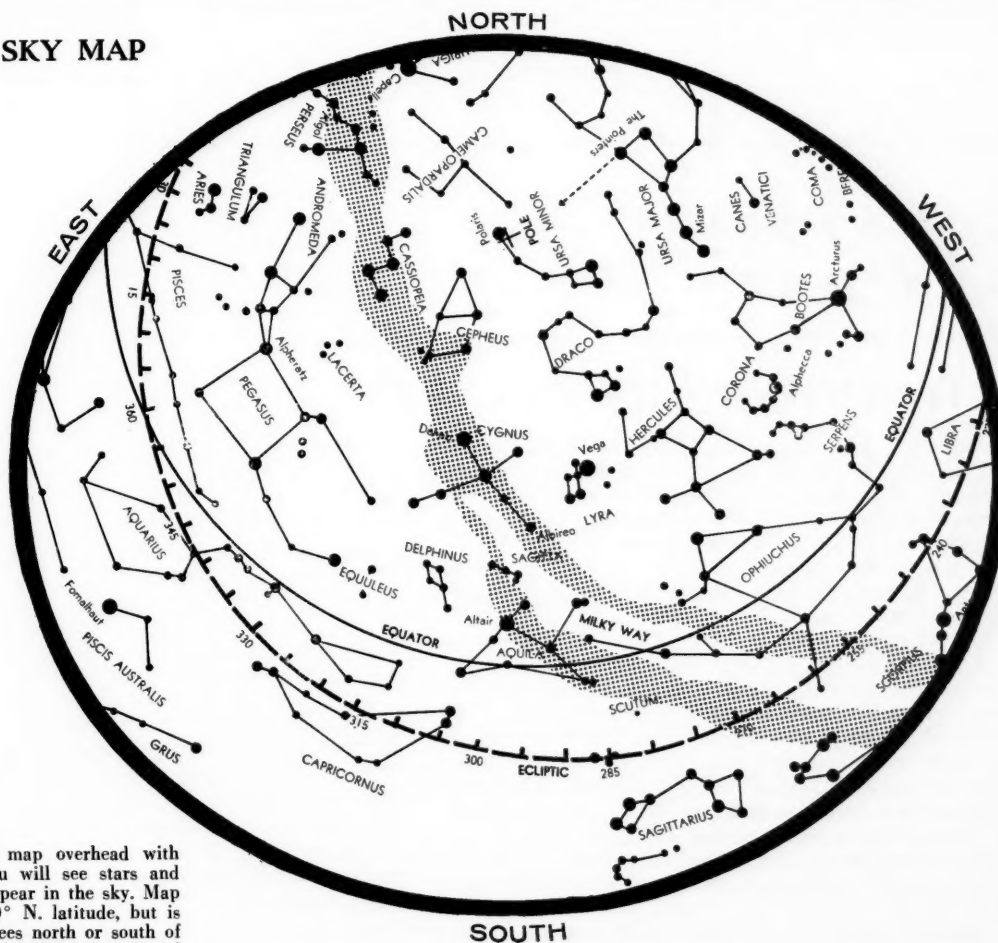 SKY MAP
NORTH
EAST
WEST
SOUTH
PERSEUS
Algol
CAMELOPARDALIS
The Pointers
TRIANGULUM
ARIES
ANDROMEDA
CASSIOPEIA
Polaris
POLE
URSA MINOR
URSA MAJOR
Mizar
CANES
VENATICI
COMA
PISCES
15
360
345
330
315
300
285
240
Alpheratz
LACERTA
PEGASUS
CEPHEUS
DRACO
BOOTES
Arcturus
CORONA
Alphecca
HERCULES
CYGNUS
Vega
LYRA
Albireo
SERPENS
EQUATOR
LIBRA
AQUARIUS
DELPHINUS
EQUULEUS
OPHIUCHUS
Fomalhaut
PISCIS AUSTRALIS
GRUS
EQUATOR
Altair
AQUILA
MILKY WAY
SCUTUM
CAPRICORNUS
ECLIPTIC
SAGITTARIUS
map overhead with
will see stars and
pear in the sky. Map
° N. latitude, but is
ees north or south of